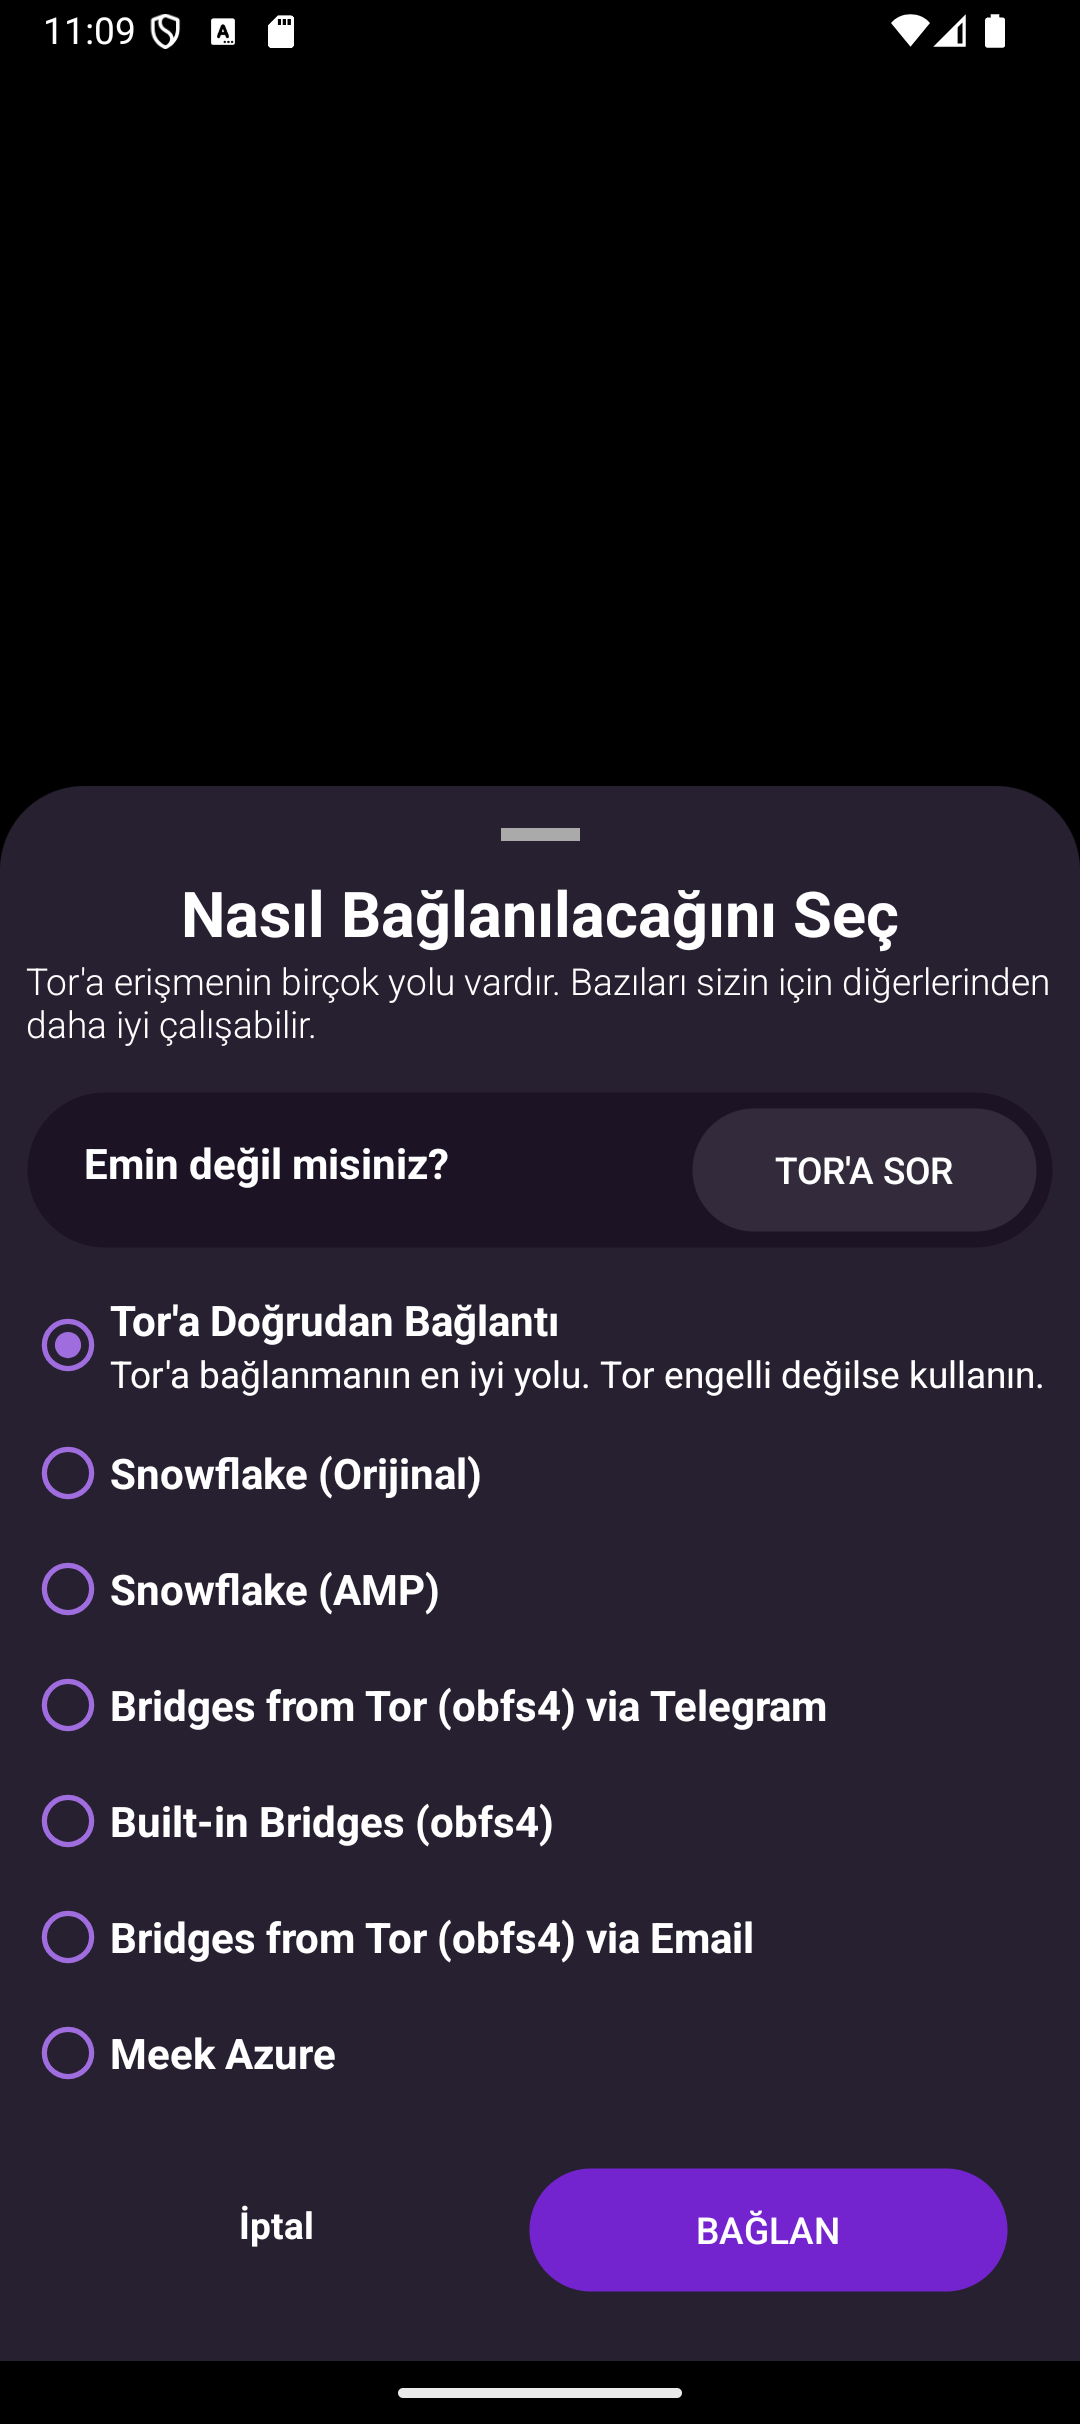 11:09
Nasıl Bağlanılacağını Seç
Tor'a erişmenin birçok yolu vardır. Bazıları sizin için diğerlerinden
daha iyi çalışabilir.
Emin değil misiniz?
TOR'A SOR
Tor'a Doğrudan Bağlantı
Tor'a bağlanmanın en iyi yolu. Tor engelli değilse kullanın.
Snowflake (Orijinal)
Snowflake (AMP)
Bridges from Tor (obfs4) via Telegram
Built-in Bridges (obfs4)
Bridges from Tor (obfs4) via Email
Meek Azure
İptal
BAĞLAN